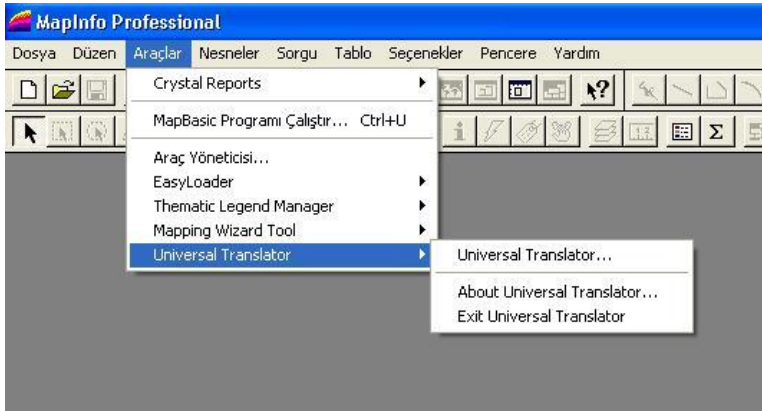 MapInfo Professional
Dosya Düzen Araçlar Nesneler Sorgu Tablo Seçenekler Pencere Yardım
Crystal Reports
MapBasic Programı Çalıştır... Ctrl+U
Araç Yöneticisi...
EasyLoader
Thematic Legend Manager
Mapping Wizard Tool
Universal Translator
Universal Translator...
About Universal Translator...
Exit Universal Translator